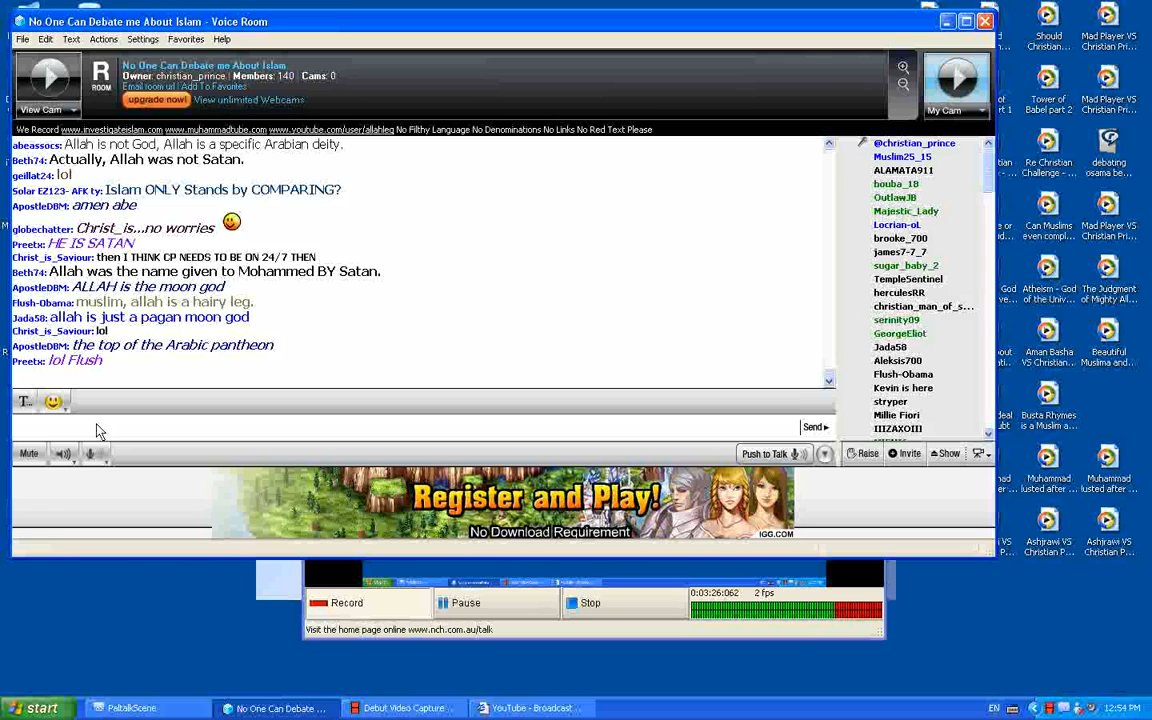 No One Can Debate me About Islam - Voice Room
File Edit Text Actions Settings Favorites Help
R
ROOM
No One Can Debate me About Islam
Owner: christian_prince | Members: 140 | Cams: 0
Email room url | Add To Favorites
upgrade now! View unlimited Webcams
View Cam
My Cam
We Record www.investigateislam.com www.muhammadtube.com www.youtube.com/user/allahleq No Filthy Language No Denominations No Links No Red Text Please
abeassocs: Allah is not God, Allah is a specific Arabian deity.
Beth74: Actually, Allah was not Satan.
geillat24: lol
Solar EZ123- AFK ty: Islam ONLY Stands by COMPARING?
ApostleDBM: amen abe
globechatter: Christ_is...no worries
Preetx: HE IS SATAN
Christ_is_Saviour: then I THINK CP NEEDS TO BE ON 24/7 THEN
Beth74: Allah was the name given to Mohammed BY Satan.
ApostleDBM: ALLAH is the moon god
Flush-Obama: muslim, allah is a hairy leg.
Jada58: allah is just a pagan moon god
Christ_is_Saviour: lol
ApostleDBM: the top of the Arabic pantheon
Preetx: lol Flush
@christian_prince
Muslim25_15
ALAMATA911
houba_18
OutlawJB
Majestic_Lady
Locrian-oL
brooke_700
james7-7_7
sugar_baby_2
TempleSentinel
herculesRR
christian_man_of_s...
serinity09
GeorgeEliot
Jada58
Aleksis700
Flush-Obama
Kevin is here
stryper
Millie Fiori
IIIZAXOIII
T..
Send
Mute
Push to Talk
Raise Invite Show
Register and Play!
No Download Requirement
IGG.COM
Should
Christian...
Mad Player VS
Christian Pri...
Tower of
Babel part 2
Mad Player VS
Christian Pri...
Re Christian
Challenge - ...
debating
osama be...
Can Muslims
even compl...
Mad Player VS
Christian Pri...
Atheism - God
of the Univ...
The Judgment
of Mighty Al...
Aman Basha
VS Christian...
Beautiful
Muslima and...
Busta Rhymes
is a Muslim a...
Muhammad
lusted after ...
Muhammad
lusted after ...
Ashjrawi VS
Christian P...
Ashjrawi VS
Christian P...
Record Pause Stop
0:03:26:062 2 fps
Visit the home page online www.nch.com.au/talk
start
PaltalkScene
No One Can Debate ...
Debut Video Capture ...
YouTube - Broadcast ...
EN
12:54 PM